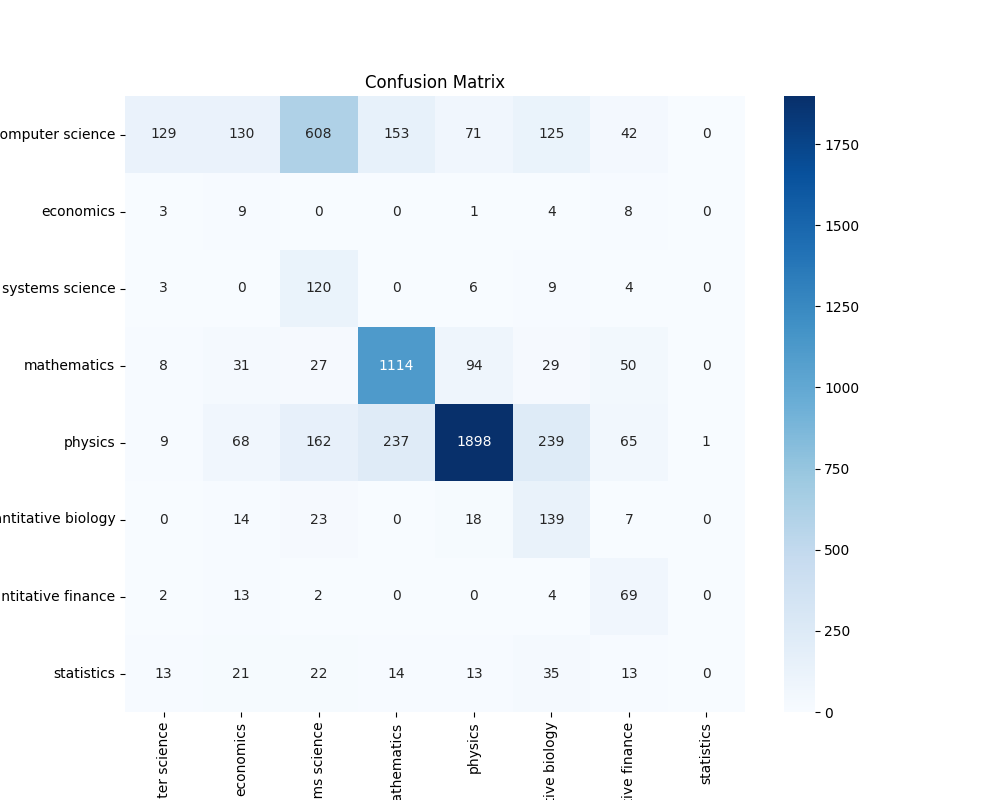 Confusion Matrix
omputer science 129 130 608 153 71 125 42 0
economics 3 9 0 0 1 4 8 0
systems science 3 0 120 0 6 9 4 0
mathematics 8 31 27 1114 94 29 50 0
physics 9 68 162 237 1898 239 65 1
ntitative biology 0 14 23 0 18 139 7 0
ntitative finance 2 13 2 0 0 4 69 0
statistics 13 21 22 14 13 35 13 0
ter science
economics
ms science
athematics
physics
tive biology
tive finance
statistics
1750
1500
1250
1000
750
500
250
0